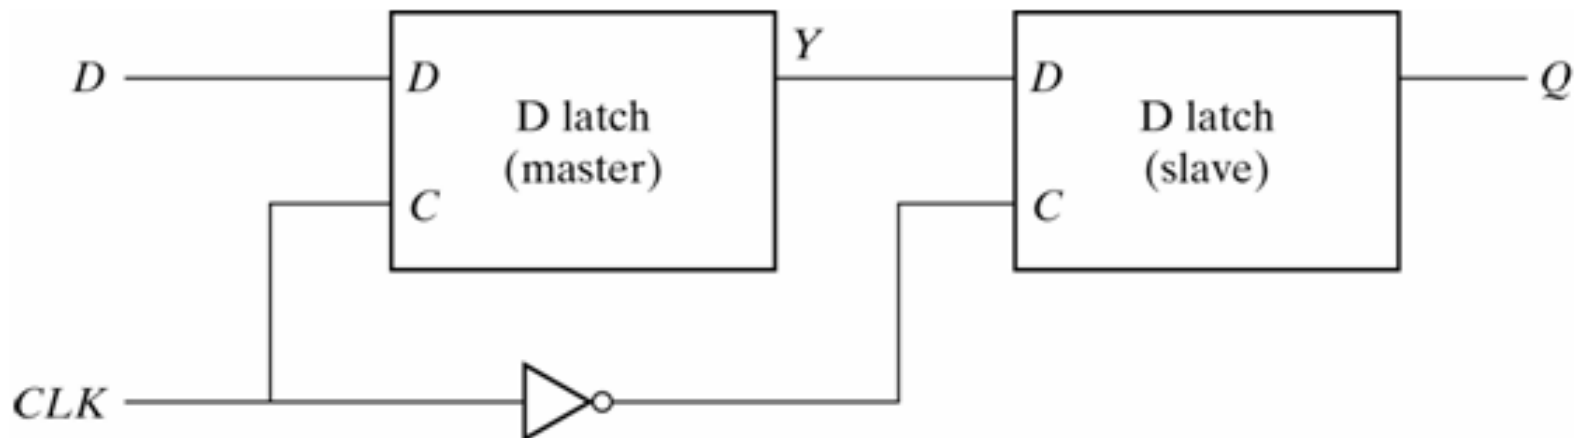 Y
D
D
D
Q
D latch
(master)
D latch
(slave)
C
C
CLK